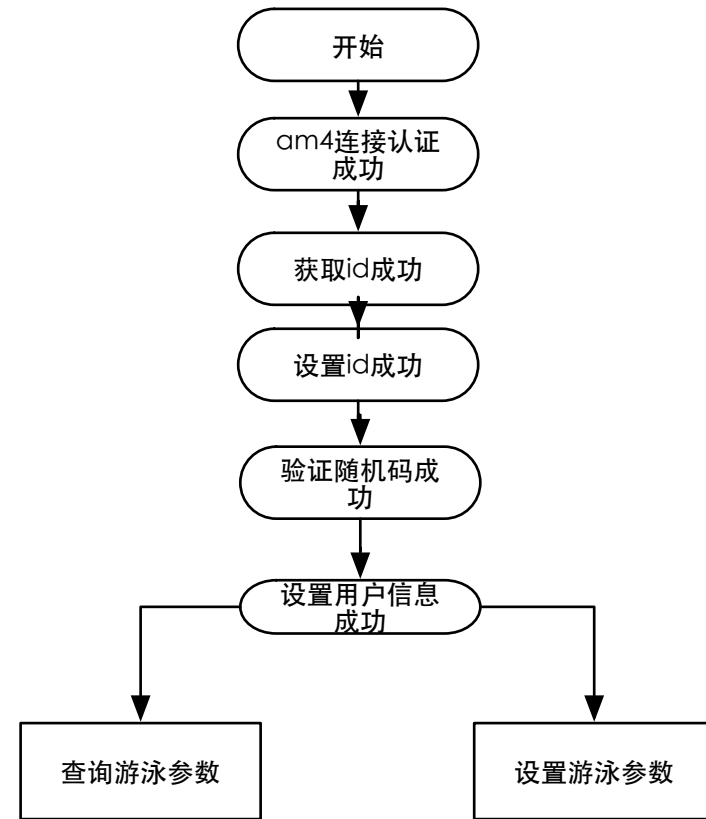 开始
am4连接认证
成功
获取id成功
设置id成功
验证随机码成
功
设置用户信息
成功
查询游泳参数
设置游泳参数